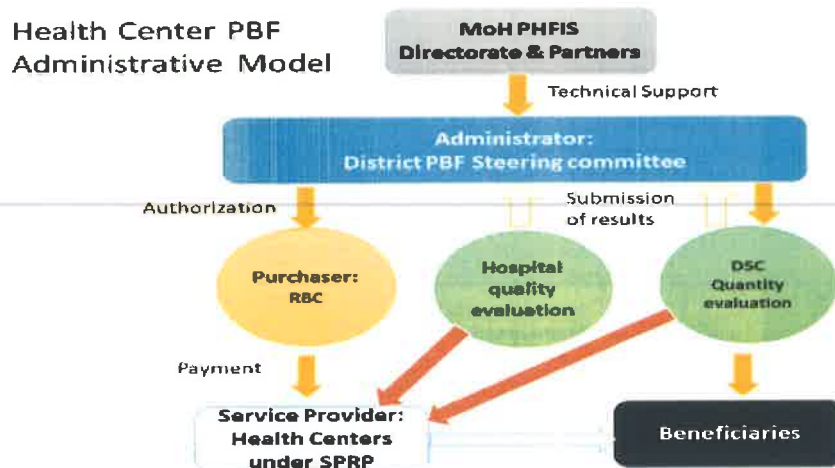 Health Center PBF
Administrative Model
MoH PHFIS
Directorate & Partners
Technical Support
Administrator:
District PBF Steering committee
Authorization
Submission
of results
Purchaser:
RBC
Hospital
quality
evaluation
DSC
Quantity
evaluation
Payment
Service Provider:
Health Centers
under SPRP
Beneficiaries